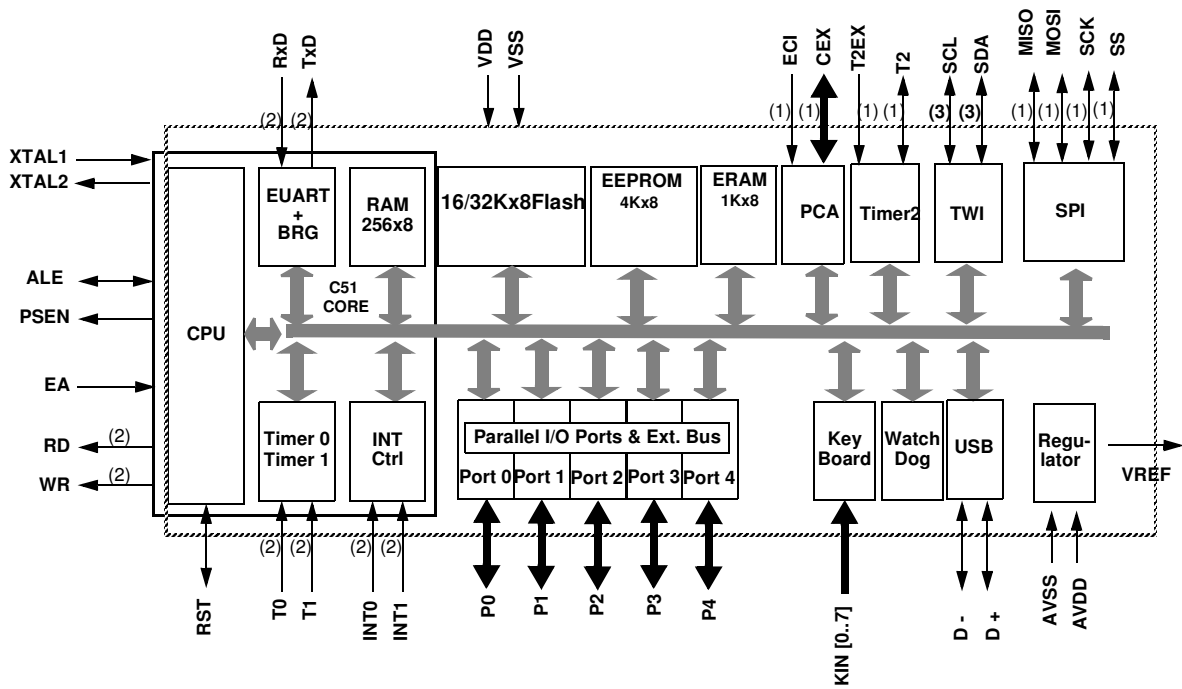 RxD
TxD
VDD
VSS
ECI
CEX
T2EX
T2
SCL
SDA
MISO
MOSI
SCK
SS
(2) (2)
(1) (1) (1) (1) (3) (3) (1) (1) (1) (1)
XTAL1
XTAL2
ALE
PSEN
EA
RD (2)
WR (2)
CPU
EUART
+
BRG
RAM
256x8
C51
CORE
16/32Kx8Flash
EEPROM
4Kx8
ERAM
1Kx8
PCA
Timer2
TWI
SPI
Timer 0
Timer 1
INT
Ctrl
Parallel I/O Ports & Ext. Bus
Port 0 Port 1 Port 2 Port 3 Port 4
Key
Board
Watch
Dog
USB
Regu-
lator
VREF
(2) (2) (2) (2)
RST
T0
T1
INT0
INT1
P0
P1
P2
P3
P4
KIN [0..7]
D -
D +
AVSS
AVDD